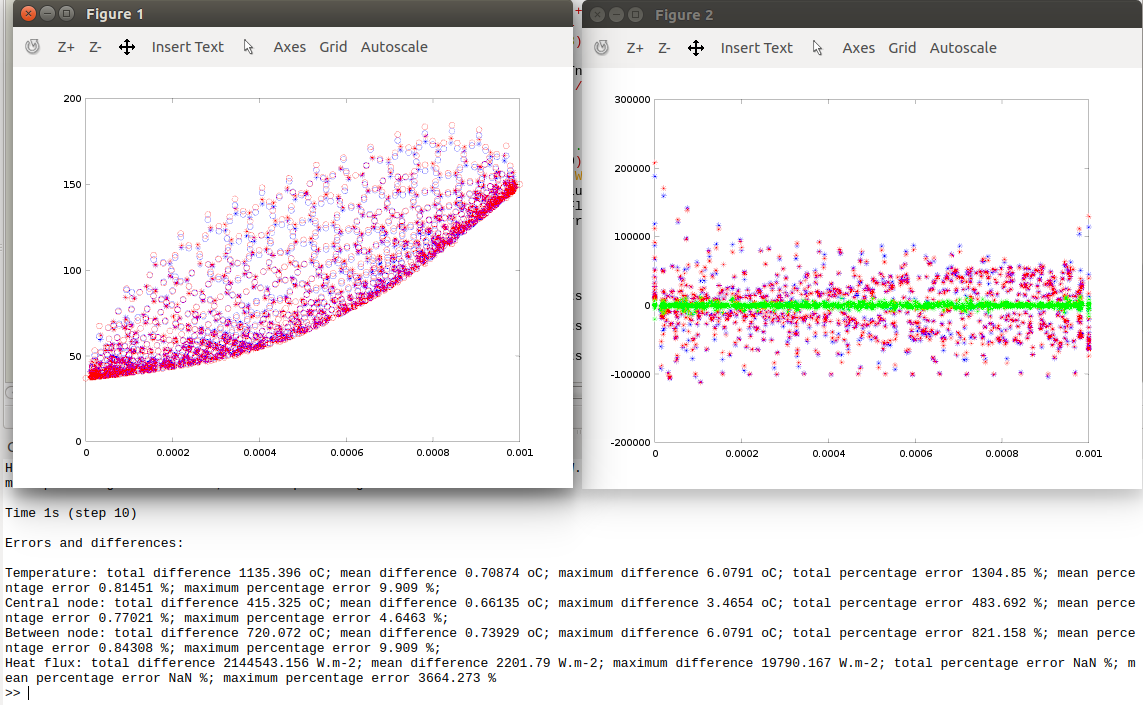 Figure 1
Z+ Z- Insert Text Axes Grid Autoscale
200
150
100
50
0
0 0.0002 0.0004 0.0006 0.0008 0.001
Figure 2
Z+ Z- Insert Text Axes Grid Autoscale
300000
200000
100000
0
-100000
-200000
0 0.0002 0.0004 0.0006 0.0008 0.001
Time 1s (step 10)
Errors and differences:
Temperature: total difference 1135.396 oC; mean difference 0.70874 oC; maximum difference 6.0791 oC; total percentage error 1304.85 %; mean perce
ntage error 0.81451 %; maximum percentage error 9.909 %;
Central node: total difference 415.325 oC; mean difference 0.66135 oC; maximum difference 3.4654 oC; total percentage error 483.692 %; mean perce
ntage error 0.77021 %; maximum percentage error 4.6463 %;
Between node: total difference 720.072 oC; mean difference 0.73929 oC; maximum difference 6.0791 oC; total percentage error 821.158 %; mean perce
ntage error 0.84308 %; maximum percentage error 9.909 %;
Heat flux: total difference 2144543.156 W.m-2; mean difference 2201.79 W.m-2; maximum difference 19790.167 W.m-2; total percentage error NaN %; m
ean percentage error NaN %; maximum percentage error 3664.273 %
>>